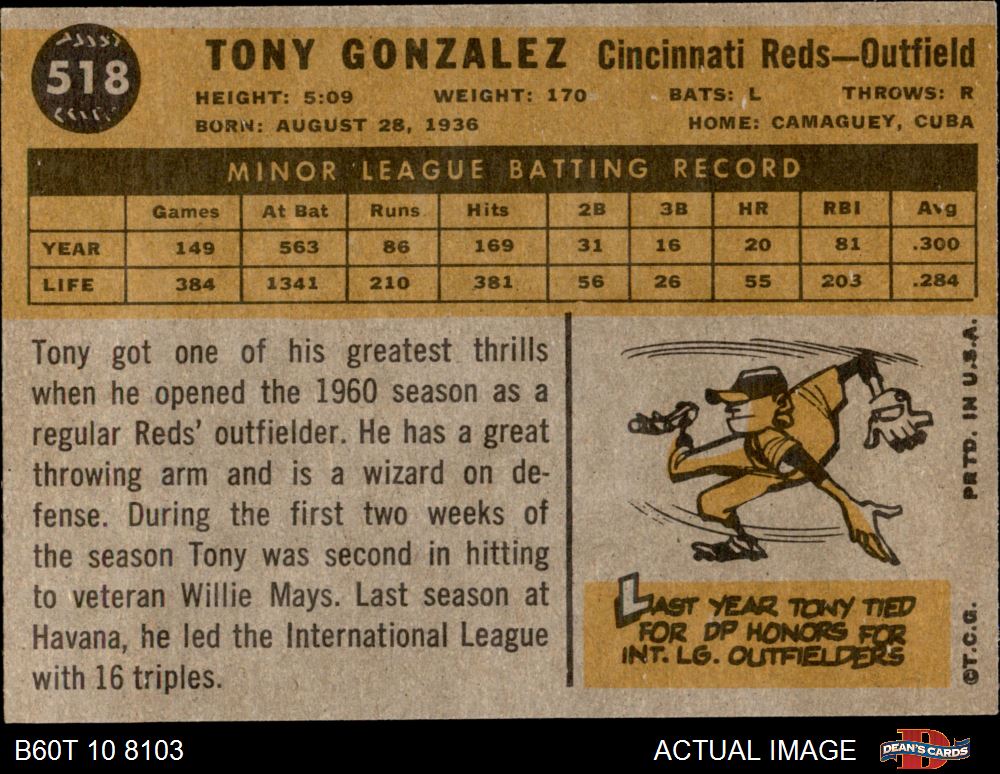 518
TONY GONZALEZ Cincinnati Reds—Outfield
HEIGHT: 5:09 WEIGHT: 170 BATS: L THROWS: R
BORN: AUGUST 28, 1936 HOME: CAMAGUEY, CUBA
MINOR LEAGUE BATTING RECORD
Games At Bat Runs Hits 2B 3B HR RBI Avg
YEAR 149 563 86 169 31 16 20 81 .300
LIFE 384 1341 210 381 56 26 55 203 .284
Tony got one of his greatest thrills
when he opened the 1960 season as a
regular Reds' outfielder. He has a great
throwing arm and is a wizard on de-
fense. During the first two weeks of
the season Tony was second in hitting
to veteran Willie Mays. Last season at
Havana, he led the International League
with 16 triples.
LAST YEAR TONY TIED
FOR DP HONORS FOR
INT. LG. OUTFIELDERS
PRTD. IN U.S.A.
©T.C.G.
B60T 10 8103
ACTUAL IMAGE
DEAN'S CARDS